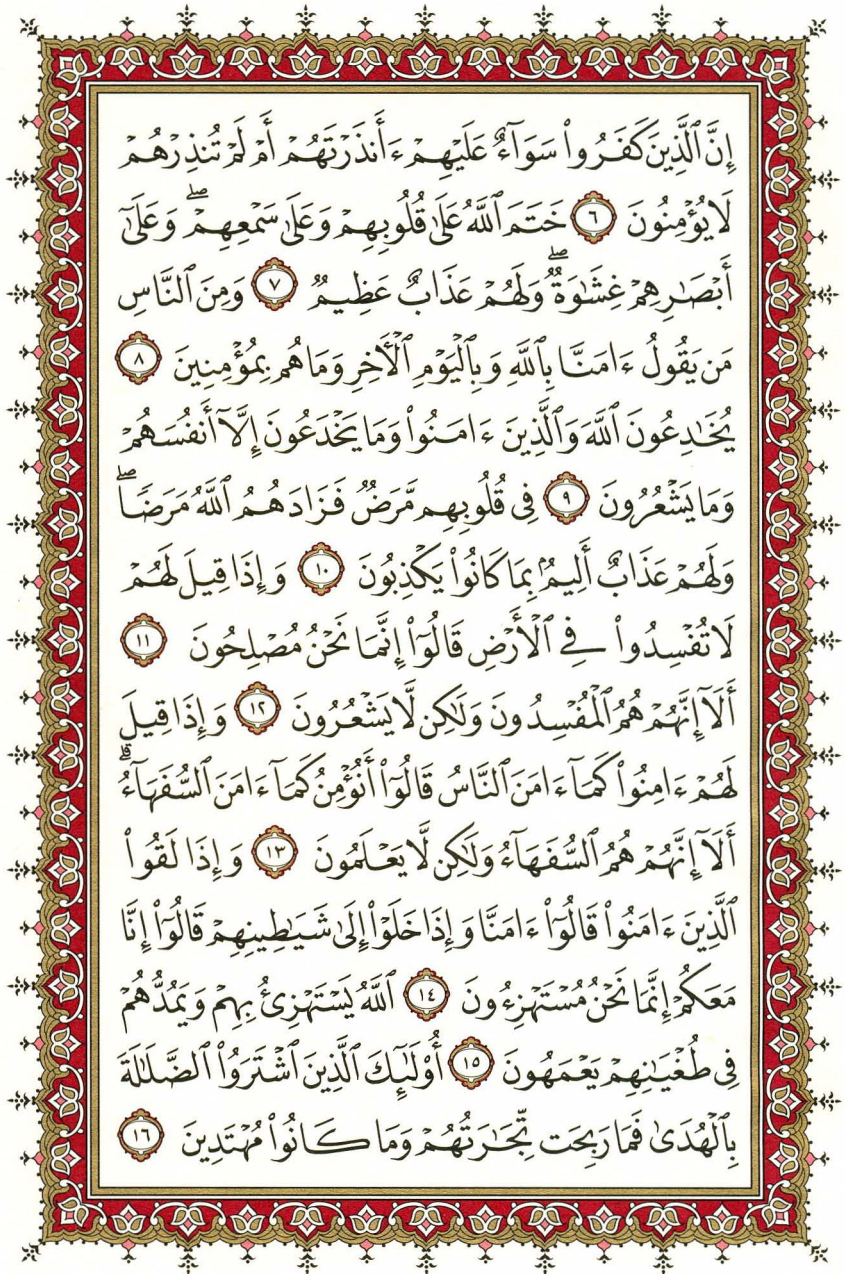 إِنَّ ٱلَّذِينَ كَفَرُوا۟ سَوَآءٌ عَلَيْهِمْ ءَأَنذَرْتَهُمْ أَمْ لَمْ تُنذِرْهُمْ
لَا يُؤْمِنُونَ ٦ خَتَمَ ٱللَّهُ عَلَىٰ قُلُوبِهِمْ وَعَلَىٰ سَمْعِهِمْ ۖ وَعَلَىٰٓ
أَبْصَـٰرِهِمْ غِشَـٰوَةٌ ۖ وَلَهُمْ عَذَابٌ عَظِيمٌ ٧ وَمِنَ ٱلنَّاسِ
مَن يَقُولُ ءَامَنَّا بِٱللَّهِ وَبِٱلْيَوْمِ ٱلْـَٔاخِرِ وَمَا هُم بِمُؤْمِنِينَ ٨
يُخَـٰدِعُونَ ٱللَّهَ وَٱلَّذِينَ ءَامَنُوا۟ وَمَا يَخْدَعُونَ إِلَّآ أَنفُسَهُمْ
وَمَا يَشْعُرُونَ ٩ فِى قُلُوبِهِم مَّرَضٌ فَزَادَهُمُ ٱللَّهُ مَرَضًا ۖ
وَلَهُمْ عَذَابٌ أَلِيمٌۢ بِمَا كَانُوا۟ يَكْذِبُونَ ١٠ وَإِذَا قِيلَ لَهُمْ
لَا تُفْسِدُوا۟ فِى ٱلْأَرْضِ قَالُوٓا۟ إِنَّمَا نَحْنُ مُصْلِحُونَ ١١
أَلَآ إِنَّهُمْ هُمُ ٱلْمُفْسِدُونَ وَلَـٰكِن لَّا يَشْعُرُونَ ١٢ وَإِذَا قِيلَ
لَهُمْ ءَامِنُوا۟ كَمَآ ءَامَنَ ٱلنَّاسُ قَالُوٓا۟ أَنُؤْمِنُ كَمَآ ءَامَنَ ٱلسُّفَهَآءُ ۗ
أَلَآ إِنَّهُمْ هُمُ ٱلسُّفَهَآءُ وَلَـٰكِن لَّا يَعْلَمُونَ ١٣ وَإِذَا لَقُوا۟
ٱلَّذِينَ ءَامَنُوا۟ قَالُوٓا۟ ءَامَنَّا وَإِذَا خَلَوْا۟ إِلَىٰ شَيَـٰطِينِهِمْ قَالُوٓا۟ إِنَّا
مَعَكُمْ إِنَّمَا نَحْنُ مُسْتَهْزِءُونَ ١٤ ٱللَّهُ يَسْتَهْزِئُ بِهِمْ وَيَمُدُّهُمْ
فِى طُغْيَـٰنِهِمْ يَعْمَهُونَ ١٥ أُو۟لَـٰٓئِكَ ٱلَّذِينَ ٱشْتَرَوُا۟ ٱلضَّلَـٰلَةَ
بِٱلْهُدَىٰ فَمَا رَبِحَت تِّجَـٰرَتُهُمْ وَمَا كَانُوا۟ مُهْتَدِينَ ١٦